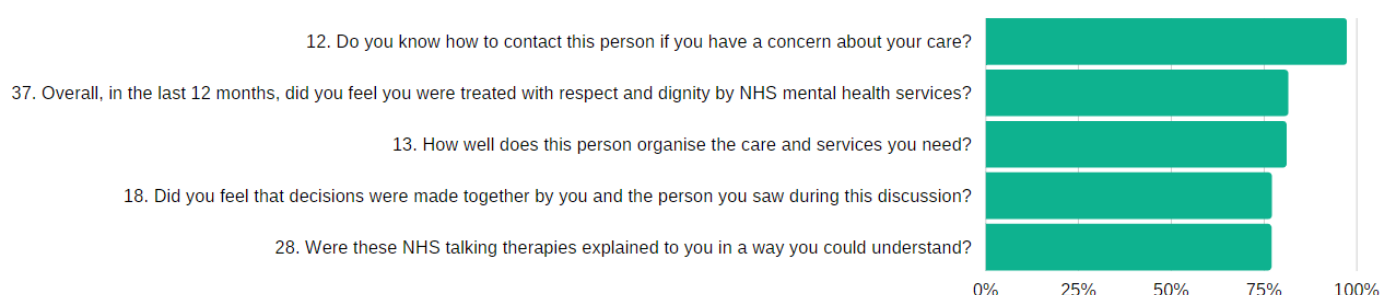 12. Do you know how to contact this person if you have a concern about your care?
37. Overall, in the last 12 months, did you feel you were treated with respect and dignity by NHS mental health services?
13. How well does this person organise the care and services you need?
18. Did you feel that decisions were made together by you and the person you saw during this discussion?
28. Were these NHS talking therapies explained to you in a way you could understand?
0% 25% 50% 75% 100%